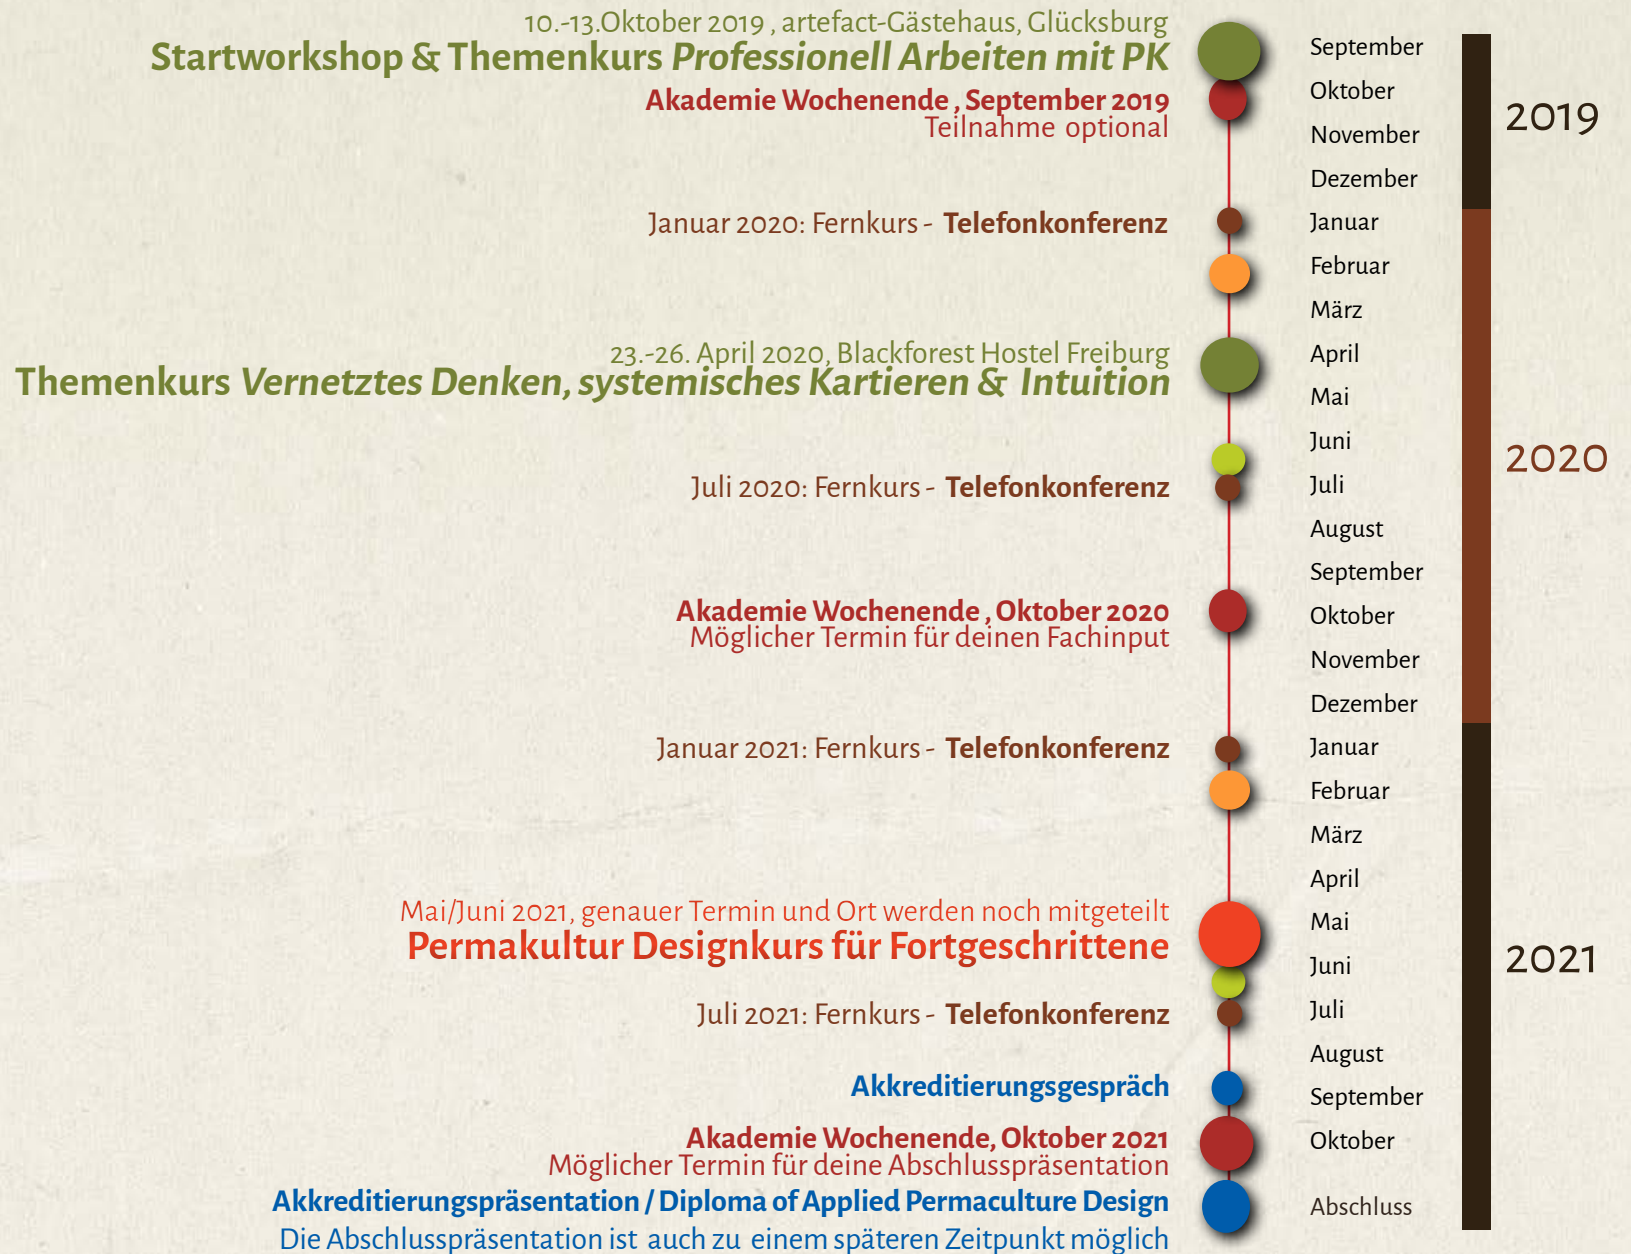 10.-13.Oktober 2019 , artefact-Gästehaus, Glücksburg
Startworkshop & Themenkurs Professionell Arbeiten mit PK
September
Akademie Wochenende , September 2019
Teilnahme optional
Oktober
2019
November
Dezember
Januar 2020: Fernkurs - Telefonkonferenz
Januar
Februar
März
23.-26. April 2020, Blackforest Hostel Freiburg
Themenkurs Vernetztes Denken, systemisches Kartieren & Intuition
April
Mai
Juni
2020
Juli 2020: Fernkurs - Telefonkonferenz
Juli
August
September
Akademie Wochenende , Oktober 2020
Möglicher Termin für deinen Fachinput
Oktober
November
Dezember
Januar 2021: Fernkurs - Telefonkonferenz
Januar
Februar
März
April
Mai/Juni 2021, genauer Termin und Ort werden noch mitgeteilt
Permakultur Designkurs für Fortgeschrittene
Mai
Juni
2021
Juli 2021: Fernkurs - Telefonkonferenz
Juli
August
Akkreditierungsgespräch
September
Akademie Wochenende, Oktober 2021
Möglicher Termin für deine Abschlusspräsentation
Oktober
Akkreditierungspräsentation / Diploma of Applied Permaculture Design
Die Abschlusspräsentation ist auch zu einem späteren Zeitpunkt möglich
Abschluss